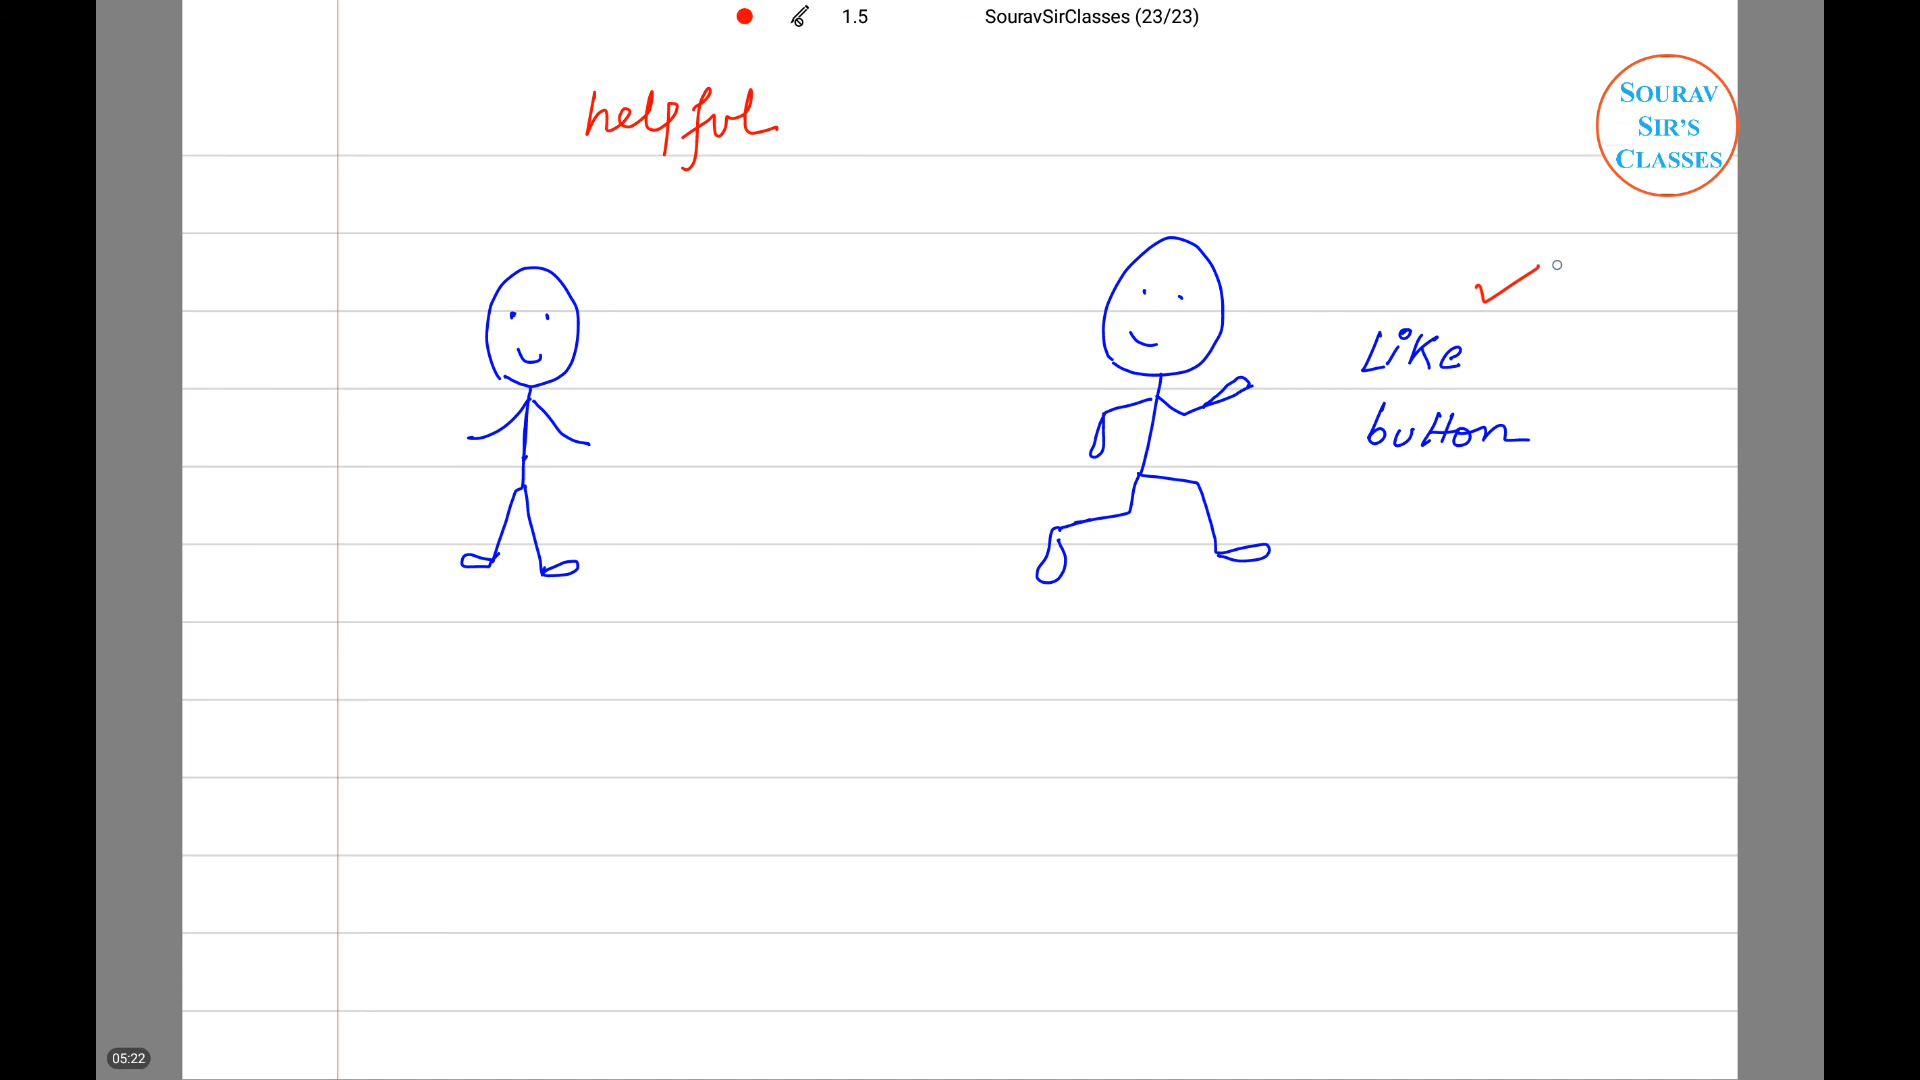 1.5 SouravSirClasses (23/23)
helpful
SOURAV
SIR'S
CLASSES
Like
button
05:22